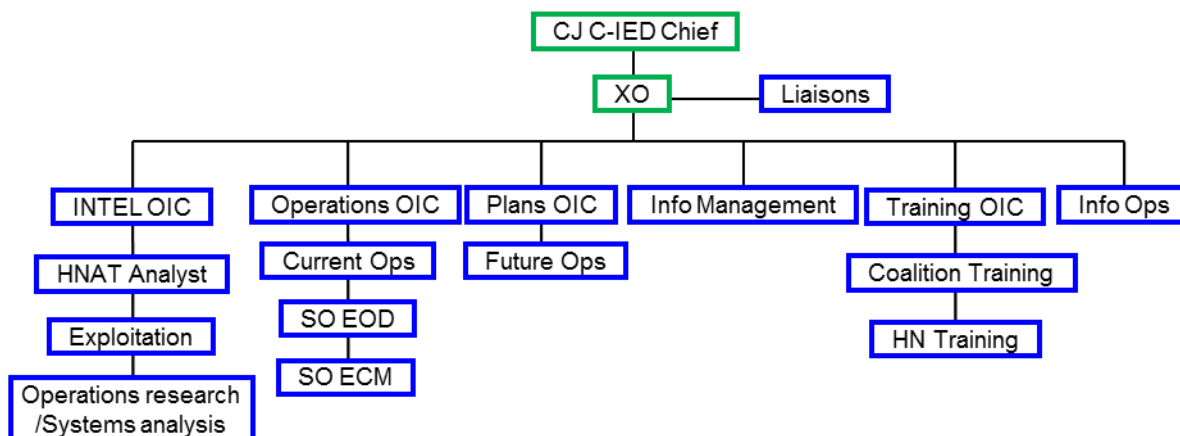 CJ C-IED Chief
XO
Liaisons
INTEL OIC
Operations OIC
Plans OIC
Info Management
Training OIC
Info Ops
HNAT Analyst
Current Ops
Future Ops
Coalition Training
Exploitation
SO EOD
HN Training
Operations research
/Systems analysis
SO ECM